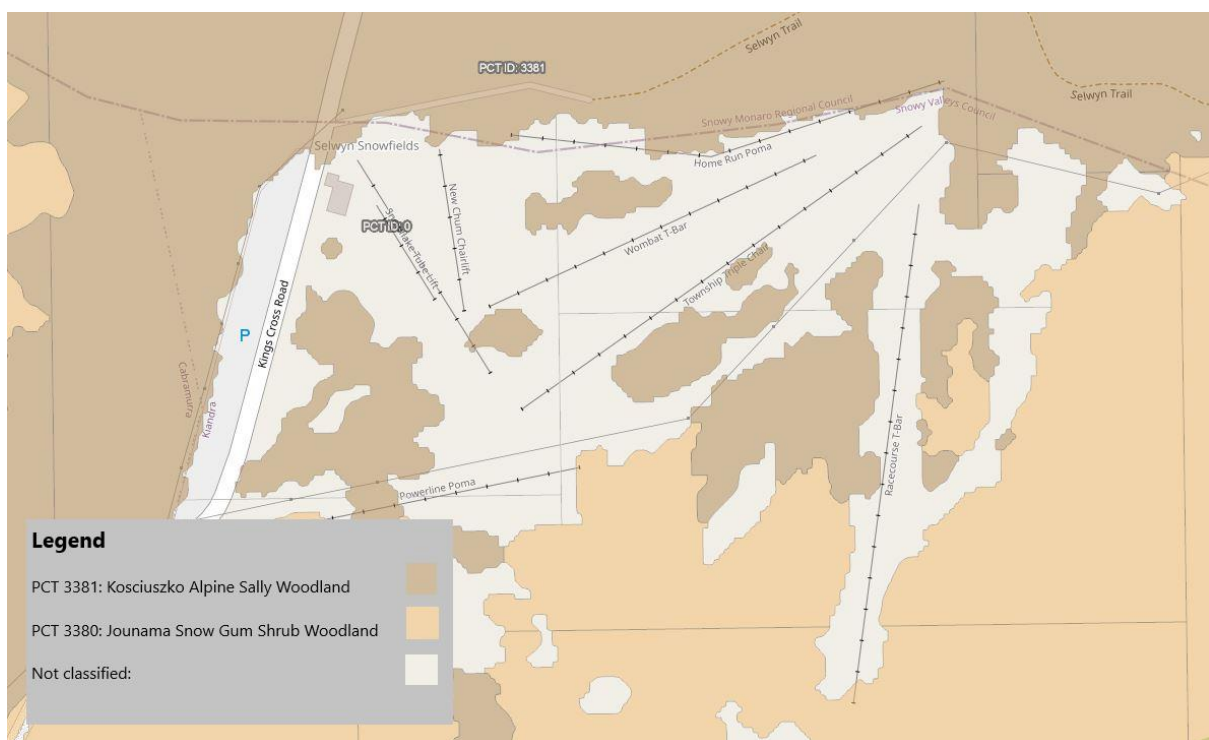 Selwyn Trail
PCT ID: 3381
Selwyn Trail
Snowy Monaro Regional Council
Snowy Valleys Council
Selwyn Snowfields
Home Run Poma
New Chum Chairlift
PCT ID: 0
Tube Lift
Wombat T-Bar
Township Triple Chair
P
Kings Cross Road
Cabramurra
Kiandra
Racecourse T-Bar
Powerline Poma
Legend
PCT 3381: Kosciuszko Alpine Sally Woodland
PCT 3380: Jounama Snow Gum Shrub Woodland
Not classified: